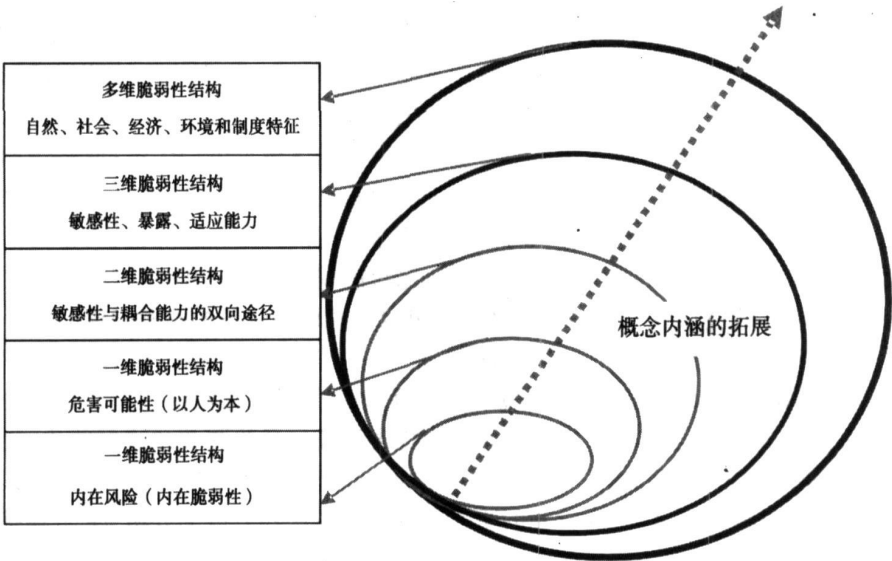 多维脆弱性结构
自然、社会、经济、环境和制度特征
三维脆弱性结构
敏感性、暴露、适应能力
二维脆弱性结构
敏感性与耦合能力的双向途径
一维脆弱性结构
危害可能性（以人为本）
一维脆弱性结构
内在风险（内在脆弱性）
概念内涵的拓展